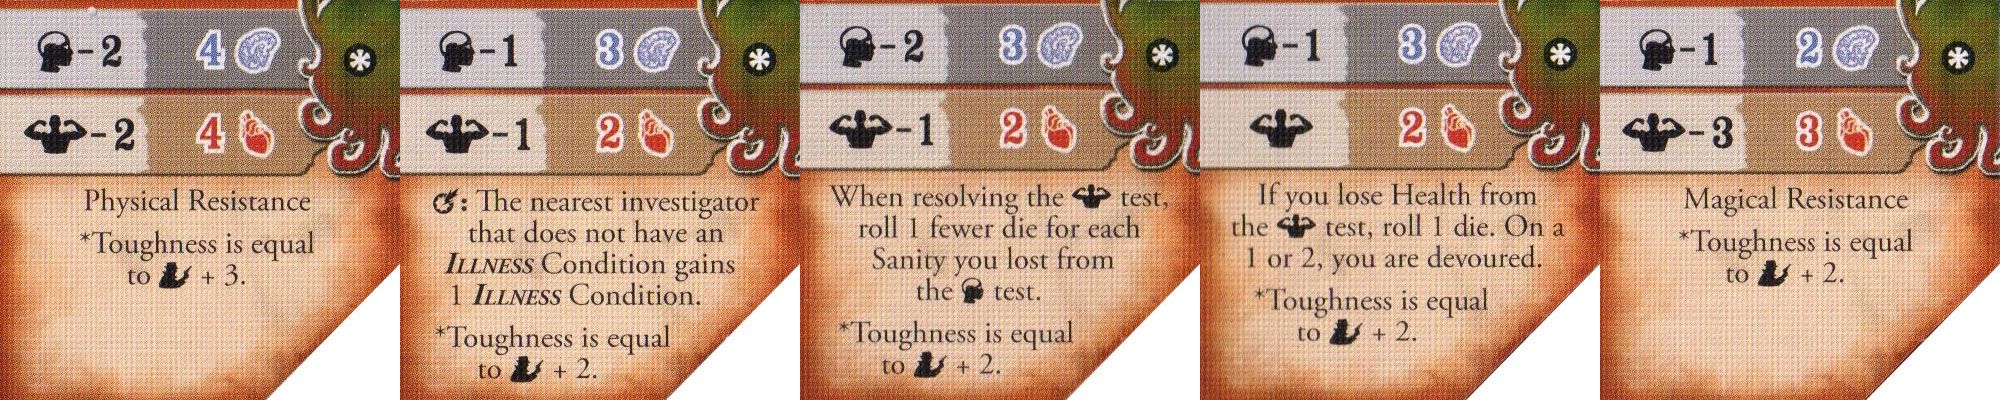 -2 4 *
-2 4
Physical Resistance
*Toughness is equal
to + 3.
-1 3 *
-1 2
: The nearest investigator
that does not have an
ILLNESS Condition gains
1 ILLNESS Condition.
*Toughness is equal
to + 2.
-2 3 *
-1 2
When resolving the test,
roll 1 fewer die for each
Sanity you lost from
the test.
*Toughness is equal
to + 2.
-1 3 *
2
If you lose Health from
the test, roll 1 die. On a
1 or 2, you are devoured.
*Toughness is equal
to + 2.
-1 2 *
-3 3
Magical Resistance
*Toughness is equal
to + 2.